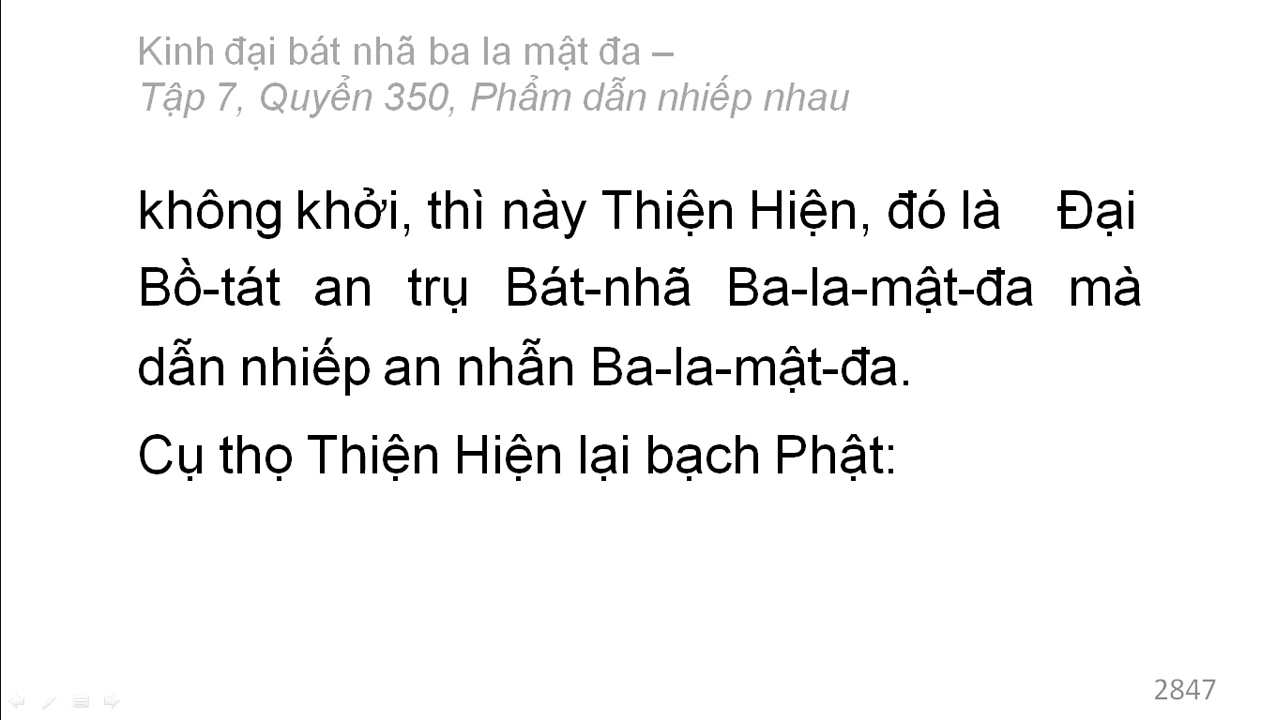 Kinh đại bát nhã ba la mật đa –
Tập 7, Quyển 350, Phẩm dẫn nhiếp nhau
không khởi, thì này Thiện Hiện, đó là Đại
Bồ-tát an trụ Bát-nhã Ba-la-mật-đa mà
dẫn nhiếp an nhẫn Ba-la-mật-đa.
Cụ thọ Thiện Hiện lại bạch Phật:
2847